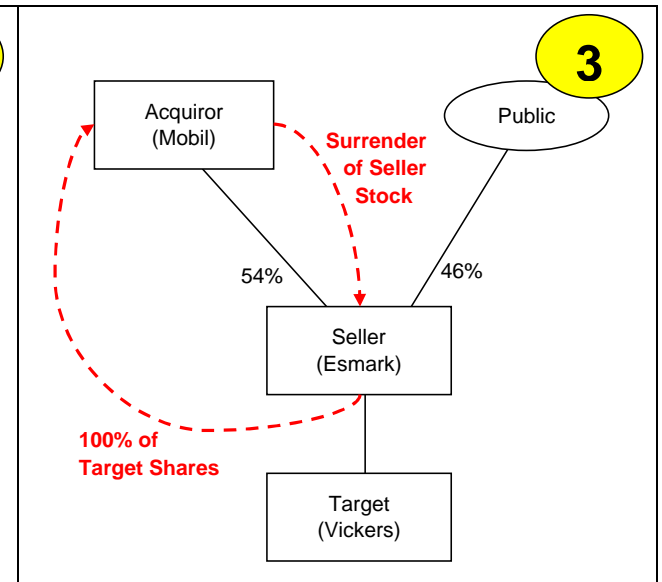 3
Acquiror
(Mobil)
Public
Surrender
of Seller
Stock
54%
46%
Seller
(Esmark)
100% of
Target Shares
Target
(Vickers)